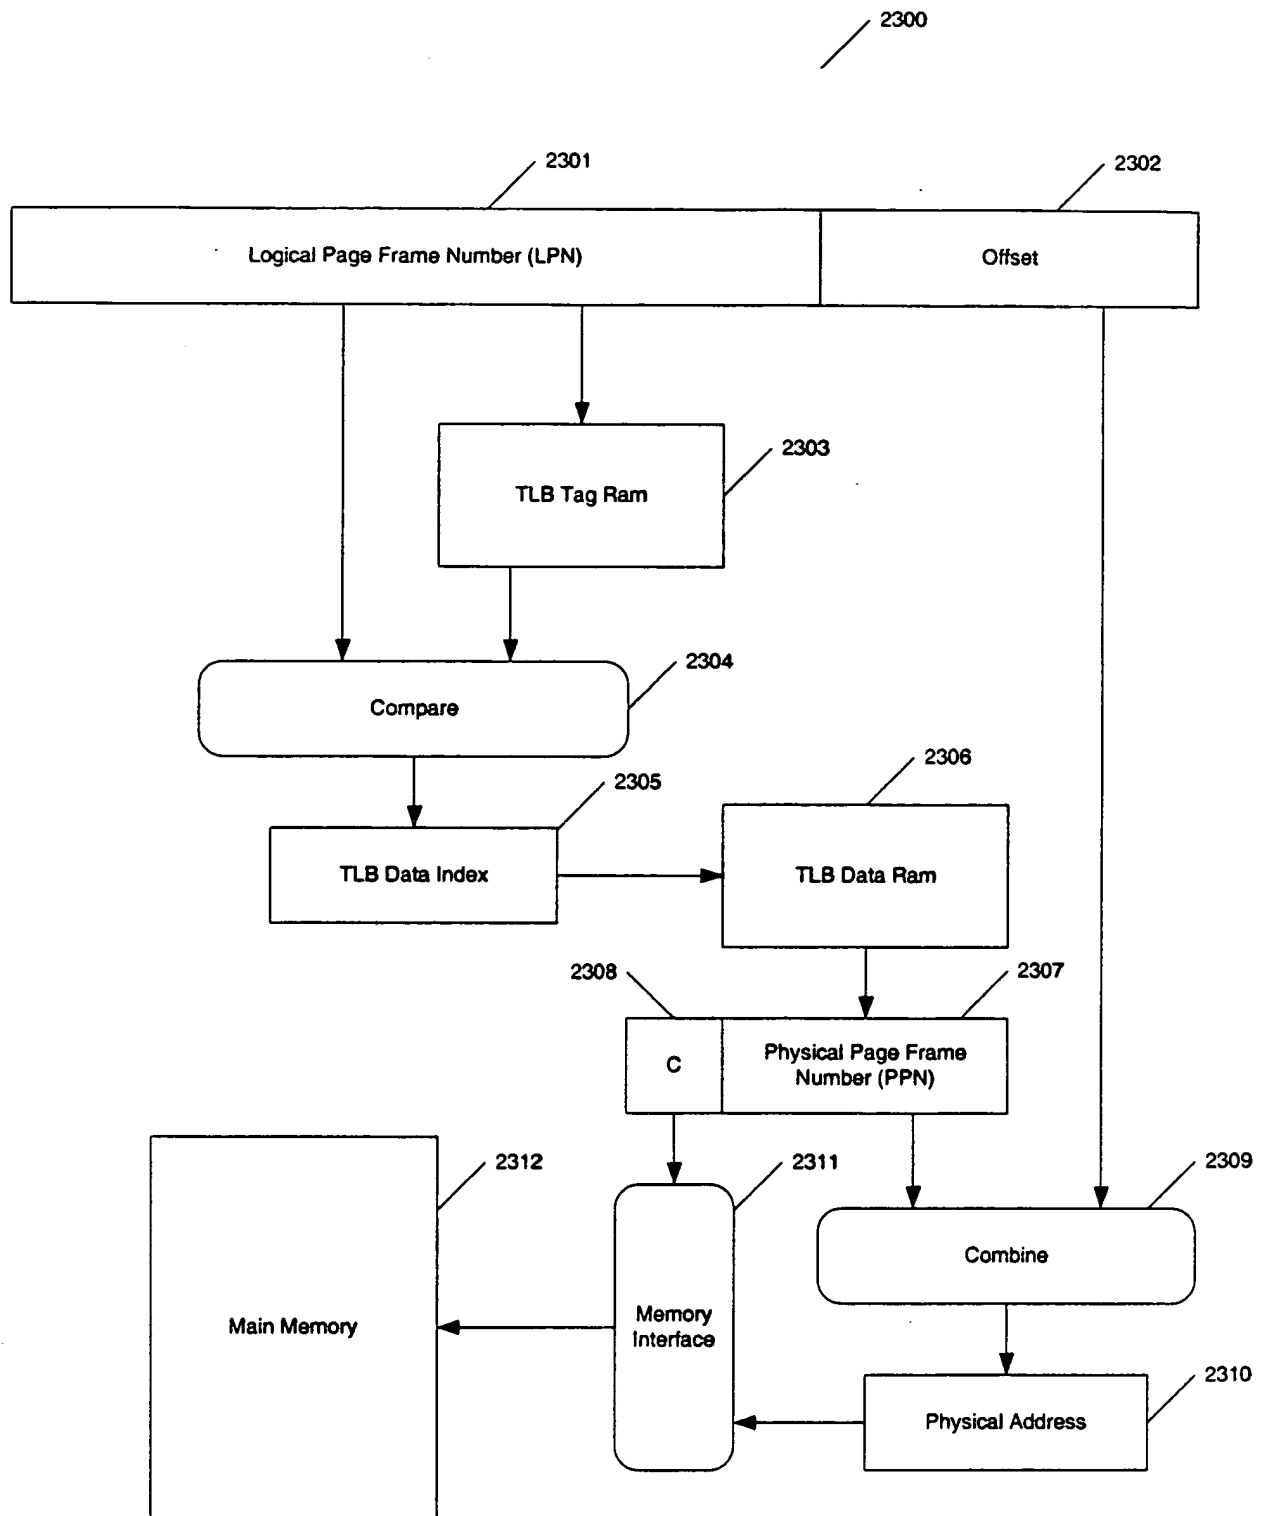 2300
2301
2302
Logical Page Frame Number (LPN)
Offset
2303
TLB Tag Ram
2304
Compare
2306
2305
TLB Data Index
TLB Data Ram
2308
2307
C
Physical Page Frame
Number (PPN)
2312
2311
2309
Combine
Main Memory
Memory
Interface
2310
Physical Address